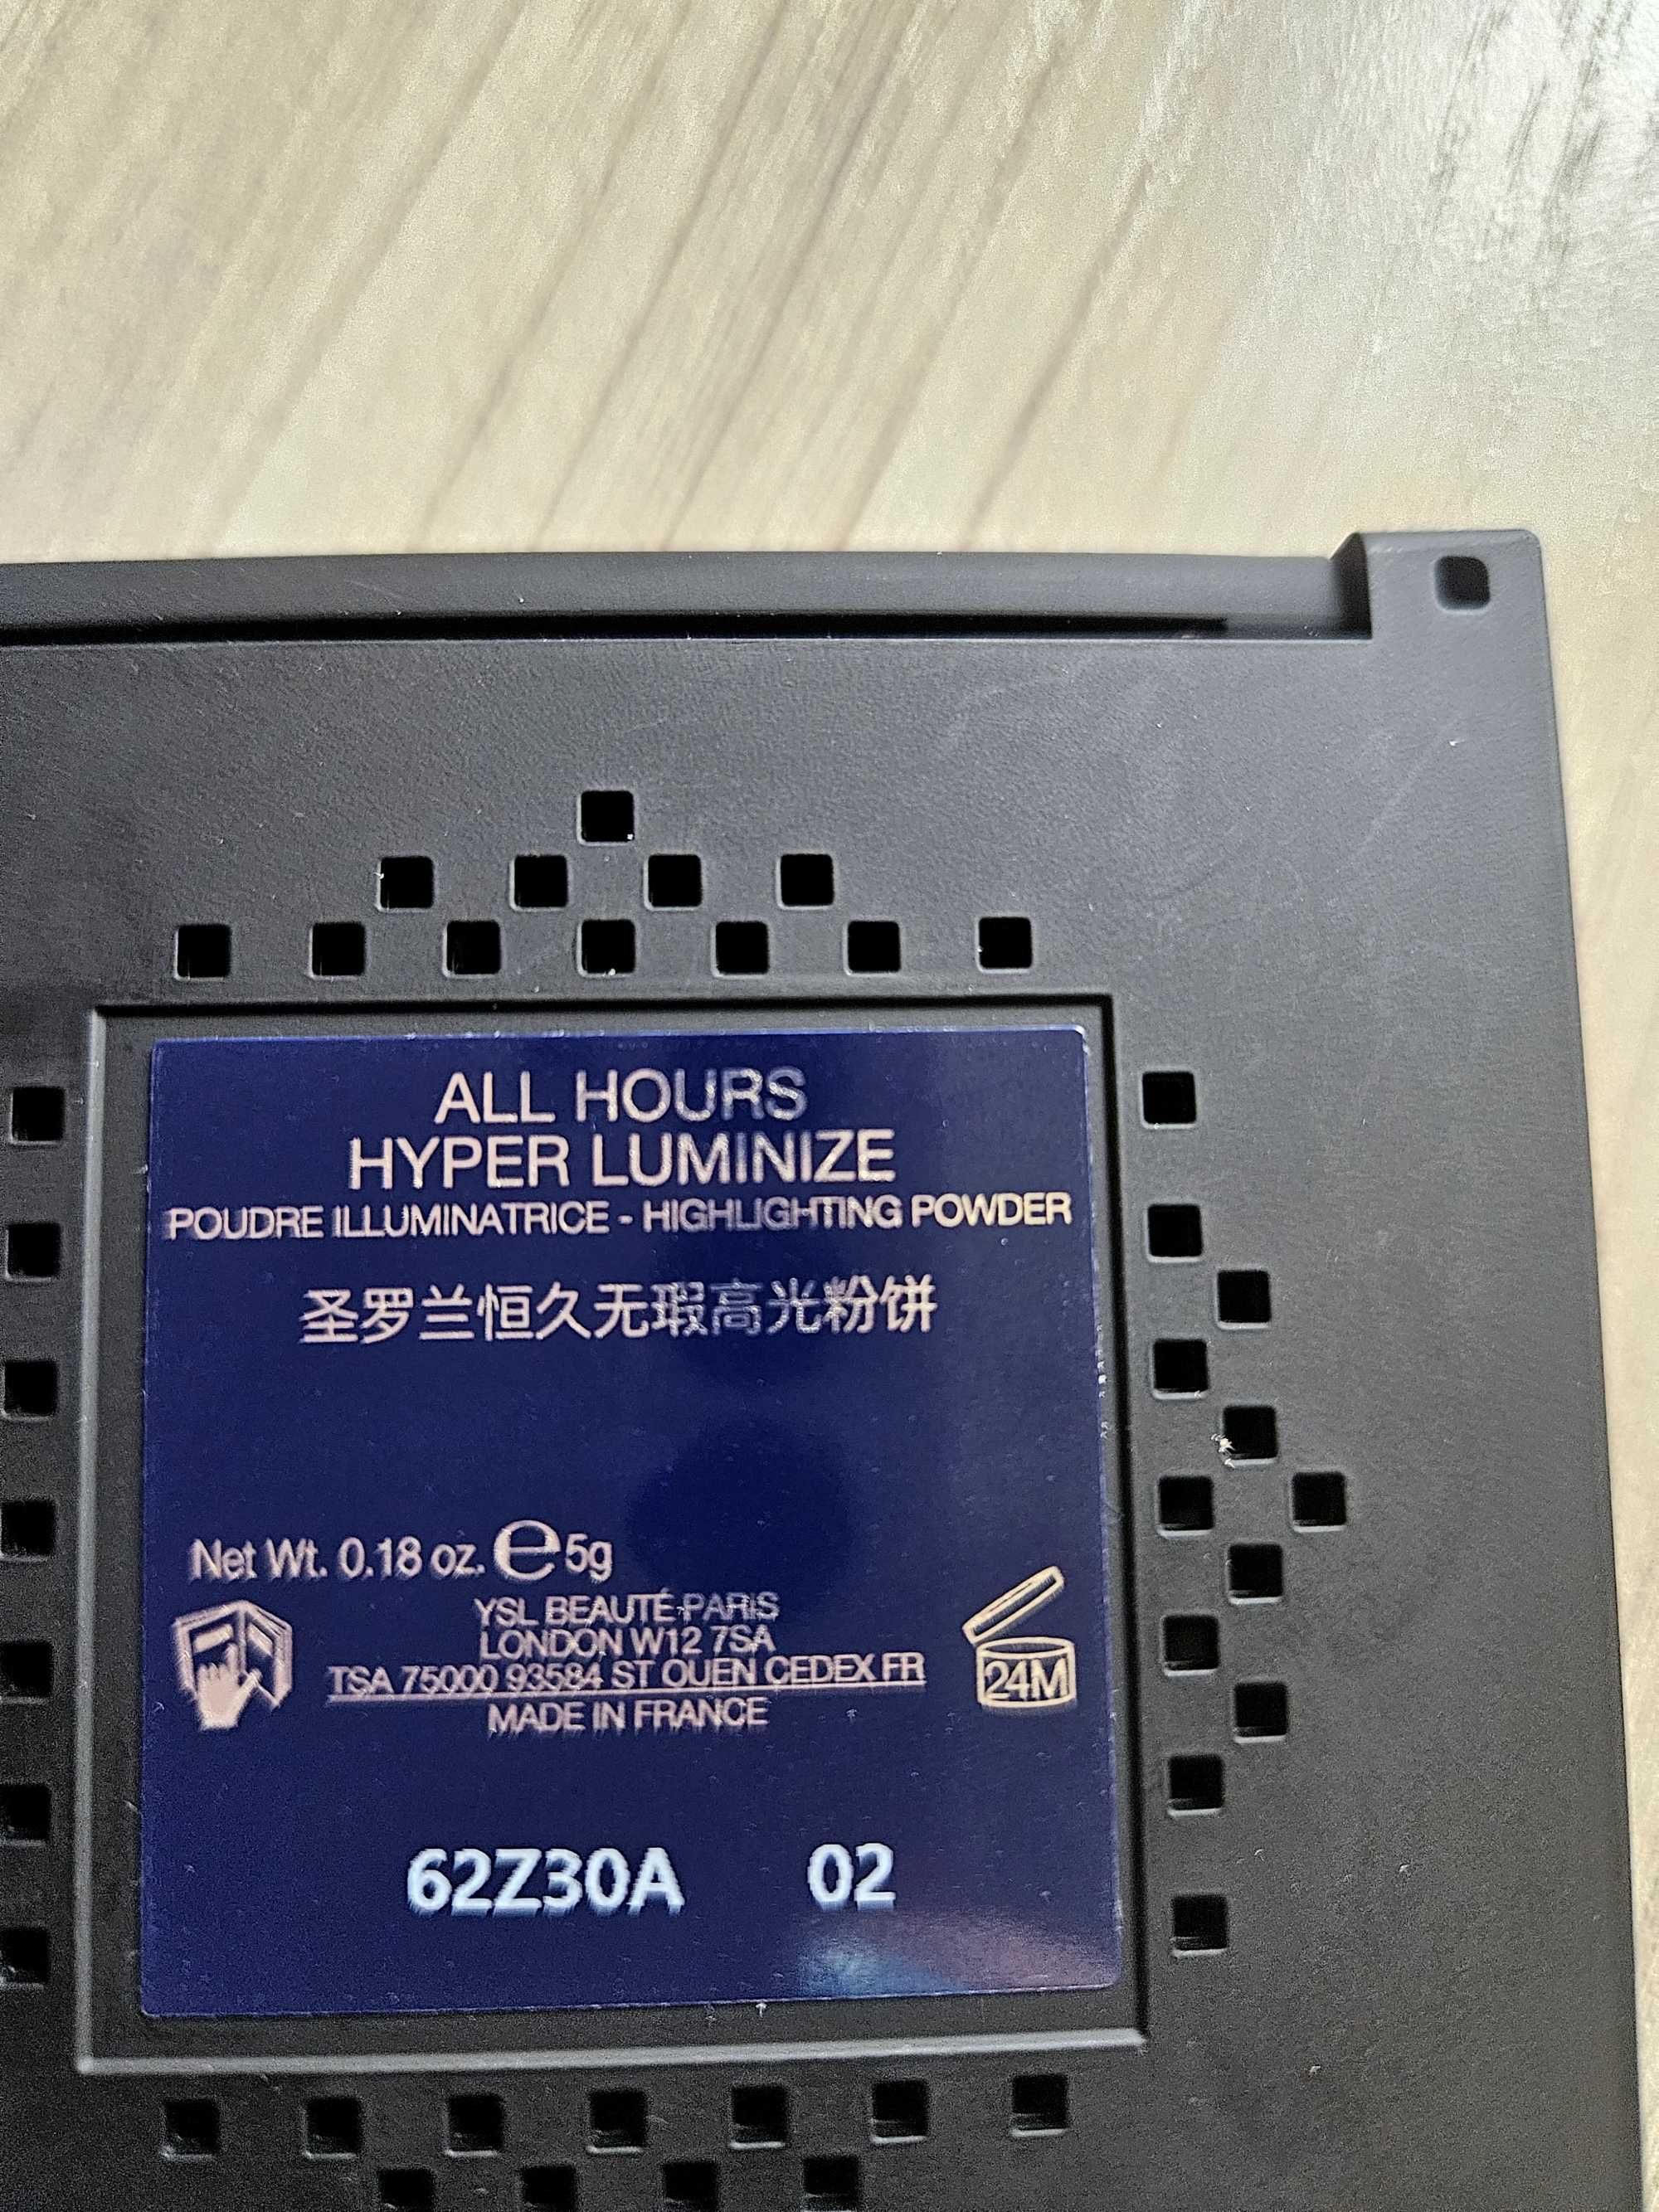 ALL HOURS
HYPER LUMINIZE
POUDRE ILLUMINATRICE - HIGHLIGHTING POWDER
圣罗兰恒久无瑕高光粉饼
Net Wt. 0.18 oz. ℮ 5g
YSL BEAUTÉ-PARIS
LONDON W12 7SA
TSA 75000 93584 ST OUEN CEDEX FR
MADE IN FRANCE
24M
62Z30A 02